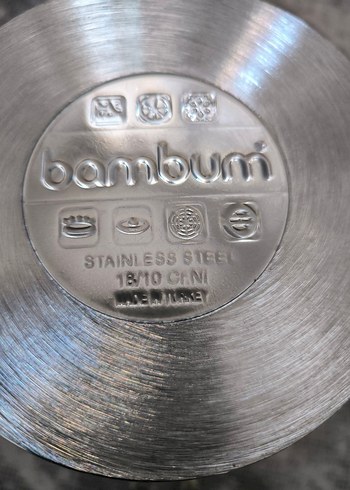 bambum
STAINLESS STEEL
18/10 Cr.Ni
MADE IN TURKEY